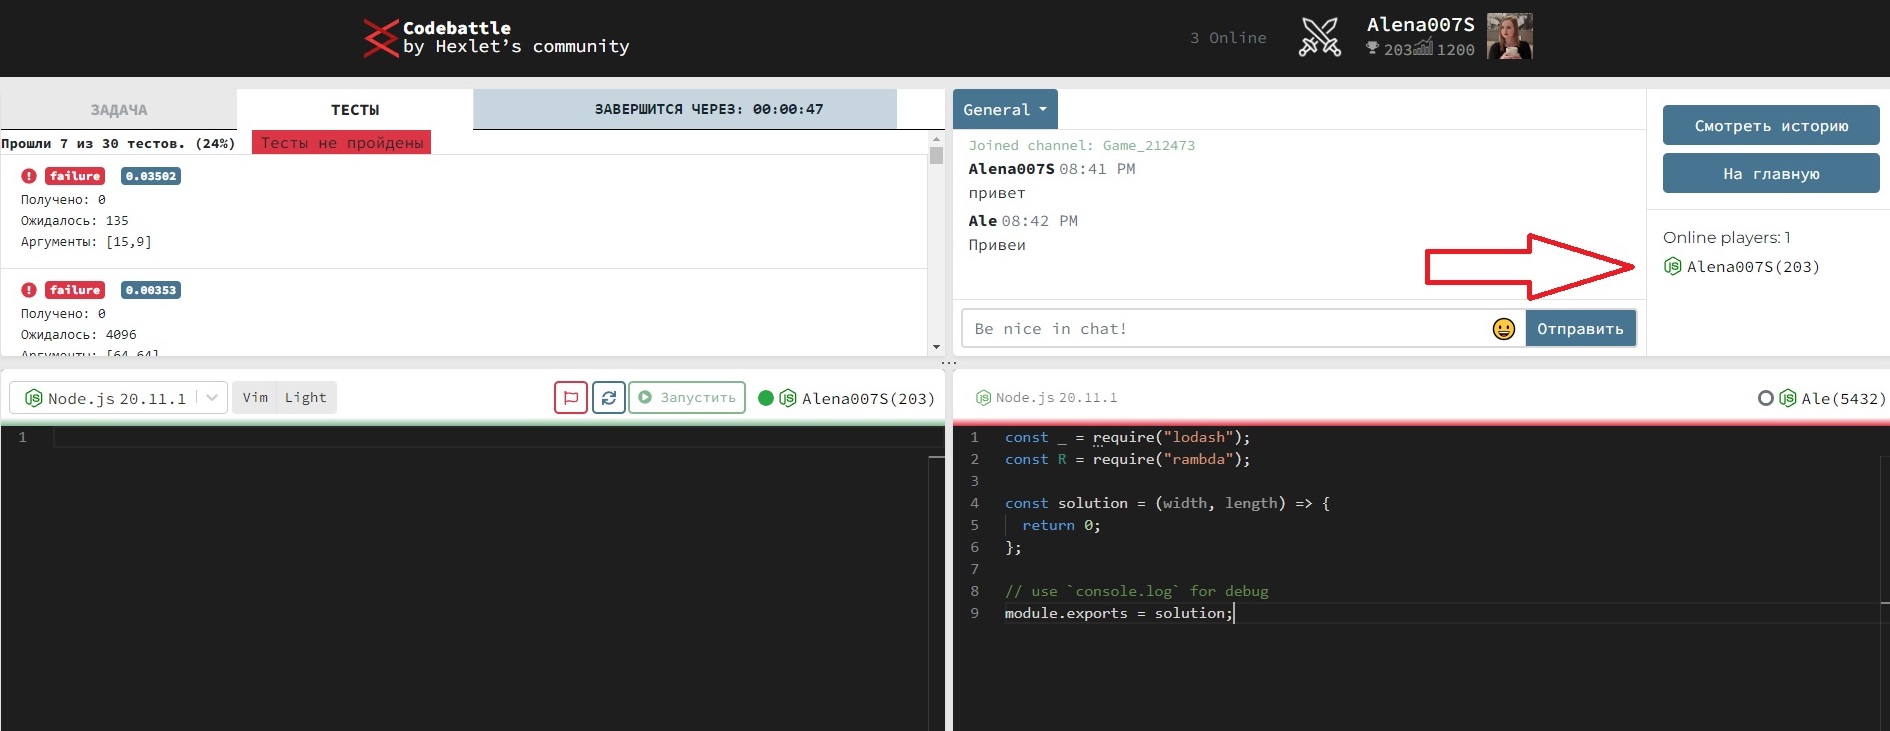 Codebattle
by Hexlet’s community
3 Online
Alena007S
203 1200
ЗАДАЧА
ТЕСТЫ
ЗАВЕРШИТСЯ ЧЕРЕЗ: 00:00:47
Прошли 7 из 30 тестов. (24%)
Тесты не пройдены
! failure 0.03502
Получено: 0
Ожидалось: 135
Аргументы: [15,9]
! failure 0.00353
Получено: 0
Ожидалось: 4096
Аргументы: [64,64]
General
Joined channel: Game_212473
Alena007S 08:41 PM
привет
Ale 08:42 PM
Привеи
Be nice in chat!
Отправить
Смотреть историю
На главную
Online players: 1
JS Alena007S(203)
JS Node.js 20.11.1
Vim Light
Запустить
JS Alena007S(203)
1
JS Node.js 20.11.1
JS Ale(5432)
1 const _ = require("lodash");
2 const R = require("rambda");
3
4 const solution = (width, length) => {
5 return 0;
6 };
7
8 // use `console.log` for debug
9 module.exports = solution;